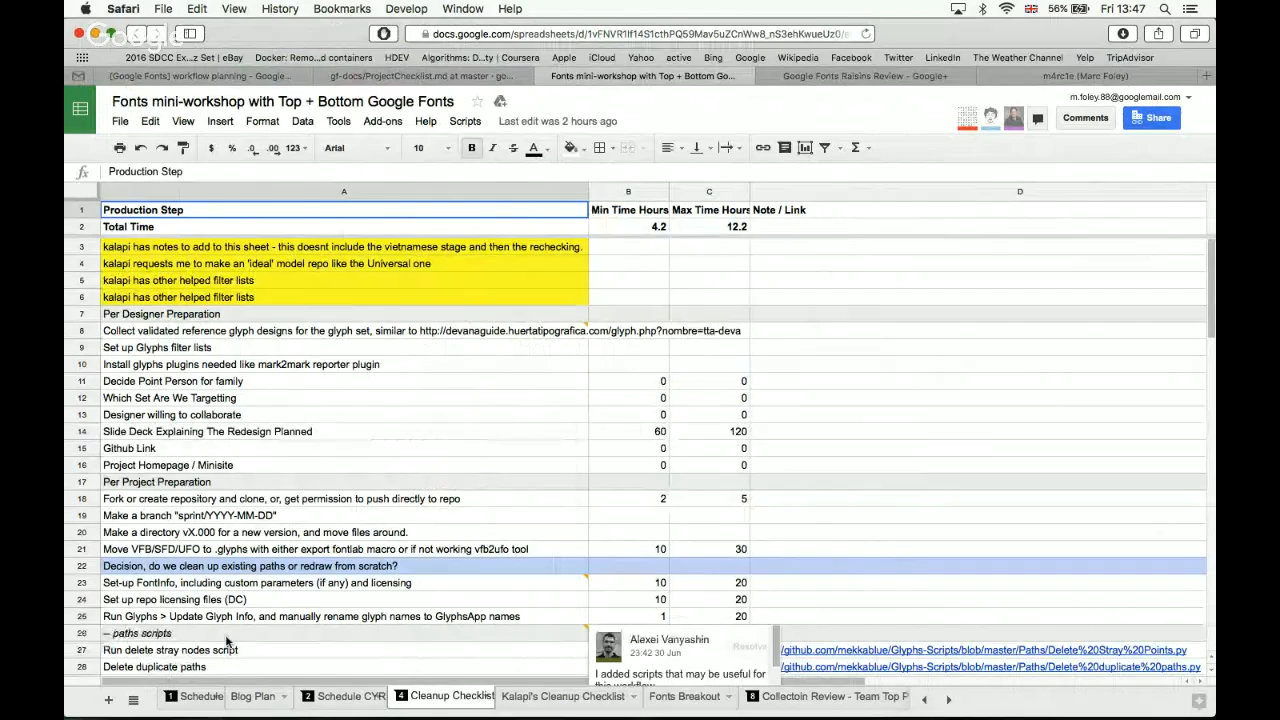 Safari File Edit View History Bookmarks Develop Window Help 56% Fri 13:47
Google
docs.google.com/spreadsheets/d/1vFNVR1lf14S1cthPQ59Mav5uZCnWw8_nS3ehKwueUz0/e
2016 SDCC Ex...z Set | eBay Docker: Remo...d containers HDEV Algorithms: D...ty | Coursera Apple iCloud Yahoo active Bing Google Wikipedia Facebook Twitter LinkedIn The Weather Channel Yelp TripAdvisor
[Google Fonts] workflow planning - Google... gf-docs/ProjectChecklist.md at master · go... Fonts mini-workshop with Top + Bottom Go... Google Fonts Raisins Review - Google+ m4rc1e (Marc Foley)
m.foley.88@googlemail.com
Fonts mini-workshop with Top + Bottom Google Fonts
Comments Share
File Edit View Insert Format Data Tools Add-ons Help Scripts Last edit was 2 hours ago
$ % .0 .00 123 Arial 10 B I S A
fx Production Step
A B C D
1 Production Step Min Time Hours Max Time Hours Note / Link
2 Total Time 4.2 12.2
3 kalapi has notes to add to this sheet - this doesnt include the vietnamese stage and then the rechecking.
4 kalapi requests me to make an 'ideal' model repo like the Universal one
5 kalapi has other helped filter lists
6 kalapi has other helped filter lists
7 Per Designer Preparation
8 Collect validated reference glyph designs for the glyph set, similar to http://devanaguide.huertatipografica.com/glyph.php?nombre=tta-deva
9 Set up Glyphs filter lists
10 Install glyphs plugins needed like mark2mark reporter plugin
11 Decide Point Person for family 0 0
12 Which Set Are We Targetting 0 0
13 Designer willing to collaborate 0 0
14 Slide Deck Explaining The Redesign Planned 60 120
15 Github Link 0 0
16 Project Homepage / Minisite 0 0
17 Per Project Preparation
18 Fork or create repository and clone, or, get permission to push directly to repo 2 5
19 Make a branch "sprint/YYYY-MM-DD"
20 Make a directory vX.000 for a new version, and move files around.
21 Move VFB/SFD/UFO to .glyphs with either export fontlab macro or if not working vfb2ufo tool 10 30
22 Decision, do we clean up existing paths or redraw from scratch?
23 Set-up FontInfo, including custom parameters (if any) and licensing 10 20
24 Set up repo licensing files (DC) 10 20
25 Run Glyphs > Update Glyph Info, and manually rename glyph names to GlyphsApp names 1 20
26 – paths scripts
27 Run delete stray nodes script /github.com/mekkablue/Glyphs-Scripts/blob/master/Paths/Delete%20Stray%20Points.py
28 Delete duplicate paths /github.com/mekkablue/Glyphs-Scripts/blob/master/Paths/Delete%20duplicate%20paths.py
Alexei Vanyashin
23:42 30 Jun
Resolve
I added scripts that may be useful for
this workflow
1 Schedule Blog Plan 2 Schedule CYR 4 Cleanup Checklist Kalapi's Cleanup Checklist Fonts Breakout 8 Collectoin Review - Team Top P